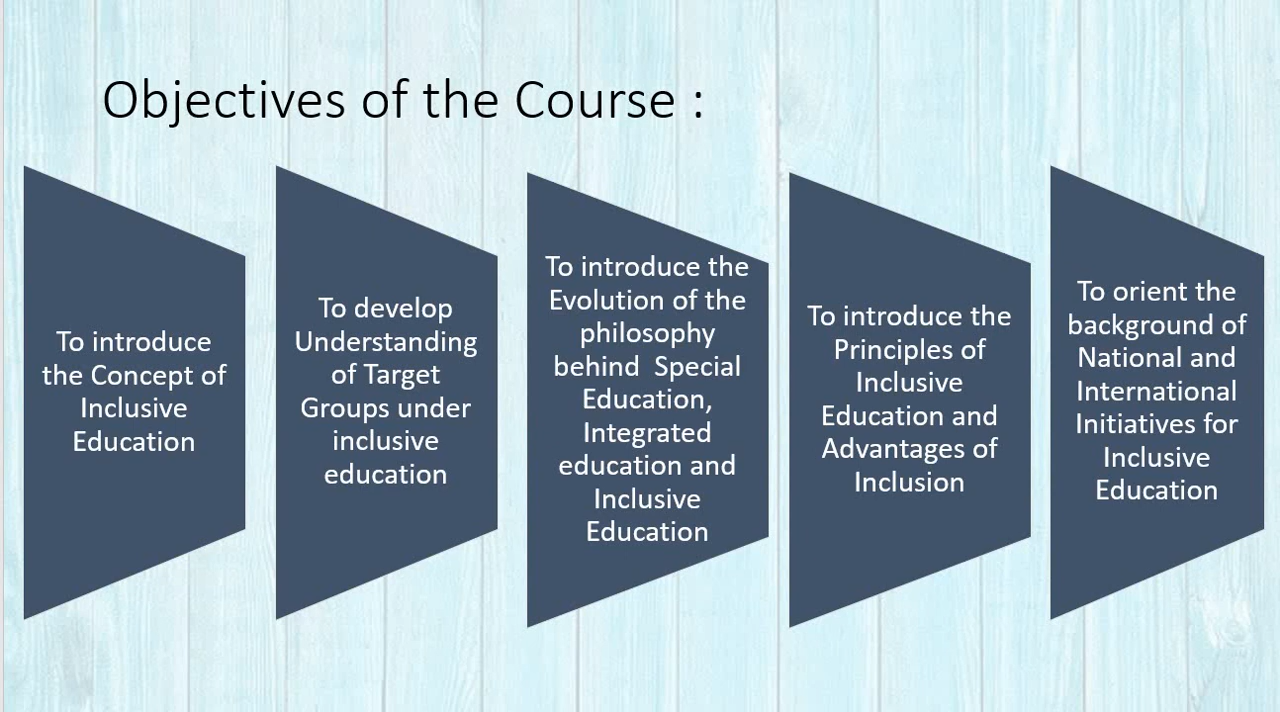 Objectives of the Course :
To introduce
the Concept of
Inclusive
Education
To develop
Understanding
of Target
Groups under
inclusive
education
To introduce the
Evolution of the
philosophy
behind  Special
Education,
Integrated
education and
Inclusive
Education
To introduce the
Principles of
Inclusive
Education and
Advantages of
Inclusion
To orient the
background of
National and
International
Initiatives for
Inclusive
Education